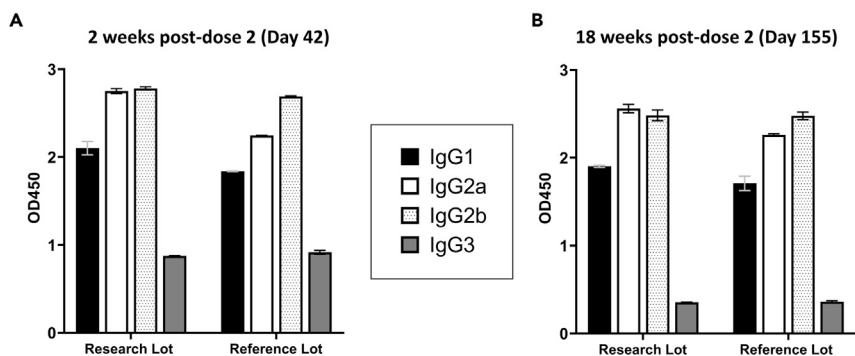 A
2 weeks post-dose 2 (Day 42)
3
2
1
0
OD450
Research Lot
Reference Lot
IgG1
IgG2a
IgG2b
IgG3
B
18 weeks post-dose 2 (Day 155)
3
2
1
0
OD450
Research Lot
Reference Lot